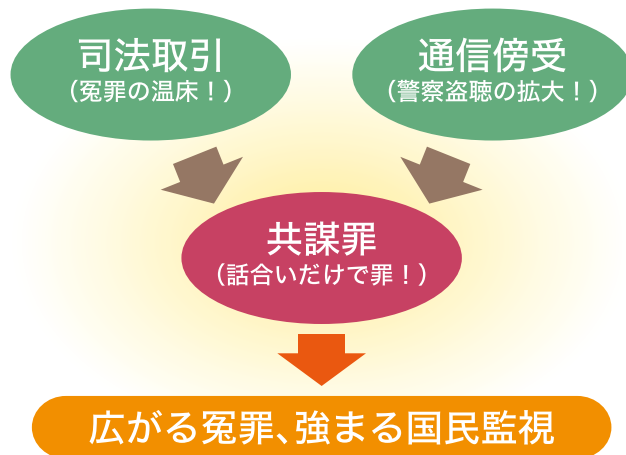 司法取引
（冤罪の温床！）
通信傍受
（警察盗聴の拡大！）
共謀罪
（話合いだけで罪！）
広がる冤罪、強まる国民監視